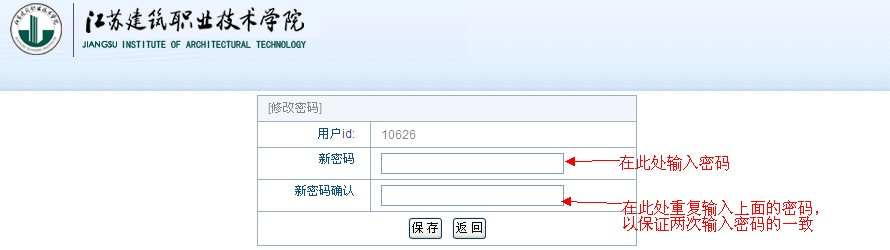 江苏建筑职业技术学院
JIANGSU INSTITUTE OF ARCHITECTURAL TECHNOLOGY
[修改密码]
用户id: 10626
新密码
在此处输入密码
新密码确认
在此处重复输入上面的密码,
以保证两次输入密码的一致
保存 返回